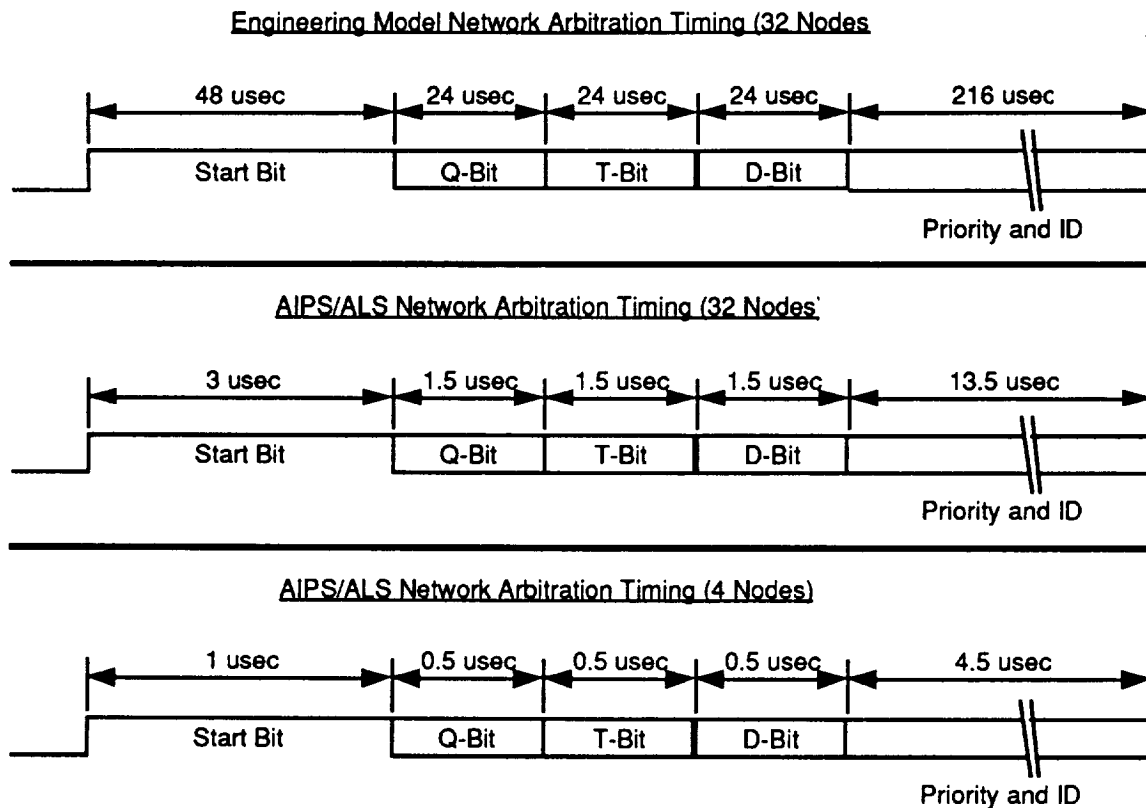 Engineering Model Network Arbitration Timing (32 Nodes
48 usec 24 usec 24 usec 24 usec 216 usec
Start Bit Q-Bit T-Bit D-Bit
Priority and ID
AIPS/ALS Network Arbitration Timing (32 Nodes
3 usec 1.5 usec 1.5 usec 1.5 usec 13.5 usec
Start Bit Q-Bit T-Bit D-Bit
Priority and ID
AIPS/ALS Network Arbitration Timing (4 Nodes)
1 usec 0.5 usec 0.5 usec 0.5 usec 4.5 usec
Start Bit Q-Bit T-Bit D-Bit
Priority and ID